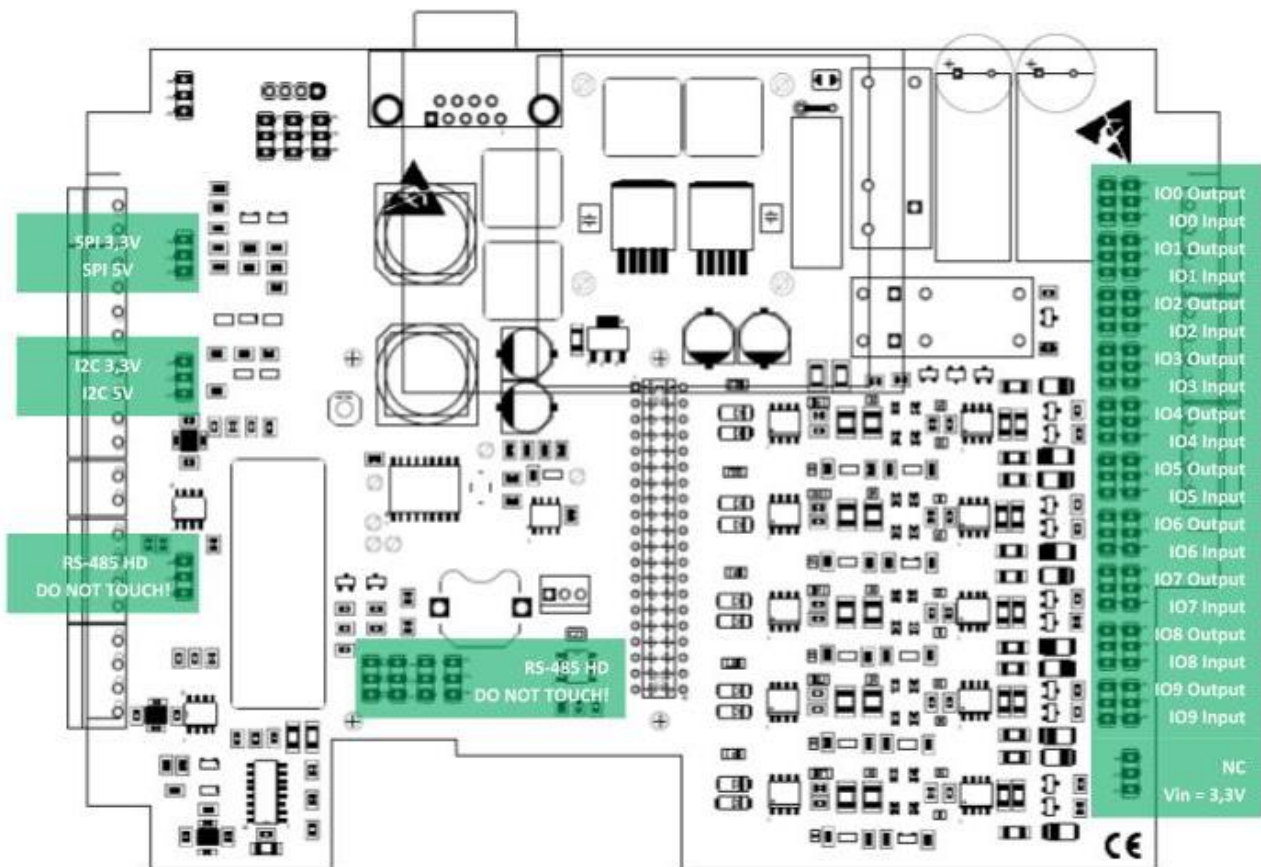 SPI 3,3V
SPI 5V
I2C 3,3V
I2C 5V
RS-485 HD
DO NOT TOUCH!
RS-485 HD
DO NOT TOUCH!
IO0 Output
IO0 Input
IO1 Output
IO1 Input
IO2 Output
IO2 Input
IO3 Output
IO3 Input
IO4 Output
IO4 Input
IO5 Output
IO5 Input
IO6 Output
IO6 Input
IO7 Output
IO7 Input
IO8 Output
IO8 Input
IO9 Output
IO9 Input
NC
Vin = 3,3V
CE